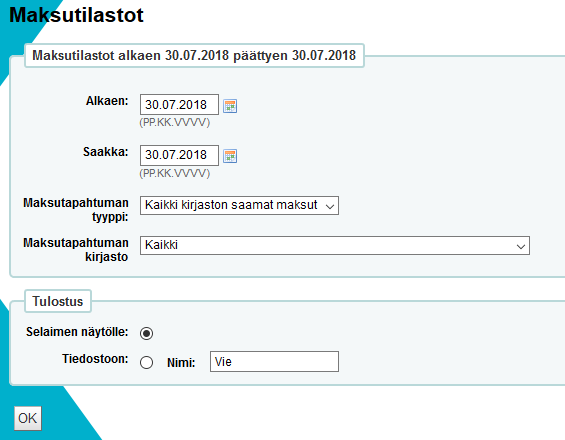 Maksutilastot
Maksutilastot alkaen 30.07.2018 päättyen 30.07.2018
Alkaen: 30.07.2018
(PP.KK.VVVV)
Saakka: 30.07.2018
(PP.KK.VVVV)
Maksutapahtuman tyyppi: Kaikki kirjaston saamat maksut
Maksutapahtuman kirjasto Kaikki
Tulostus
Selaimen näytölle:
Tiedostoon: Nimi: Vie
OK